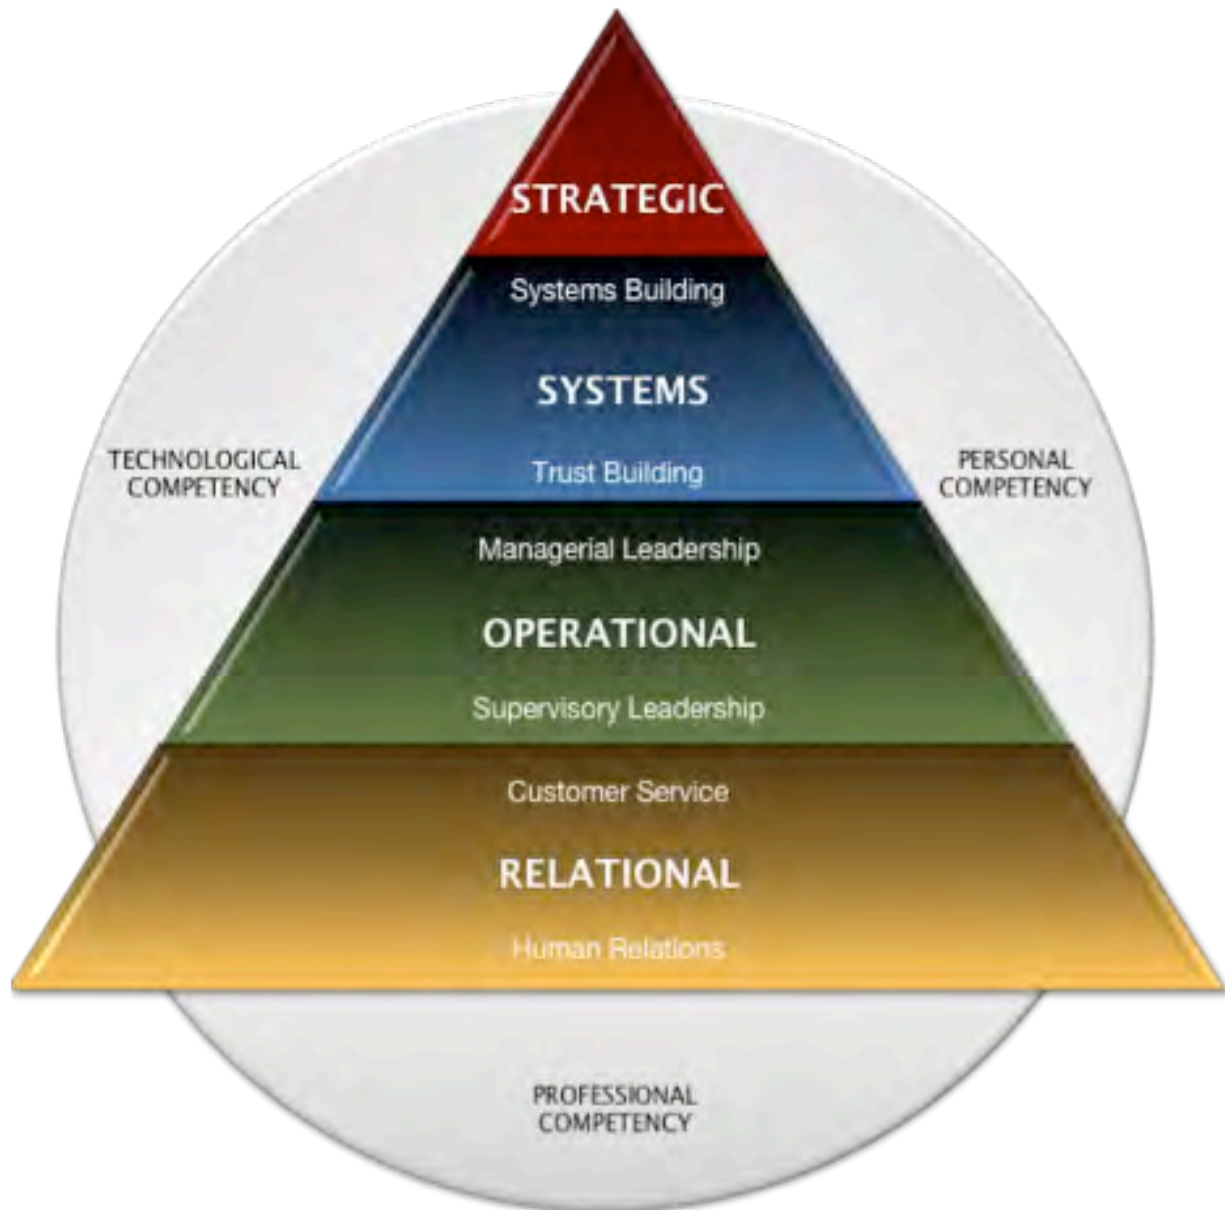 STRATEGIC
Systems Building
SYSTEMS
Trust Building
TECHNOLOGICAL
COMPETENCY
PERSONAL
COMPETENCY
Managerial Leadership
OPERATIONAL
Supervisory Leadership
Customer Service
RELATIONAL
Human Relations
PROFESSIONAL
COMPETENCY